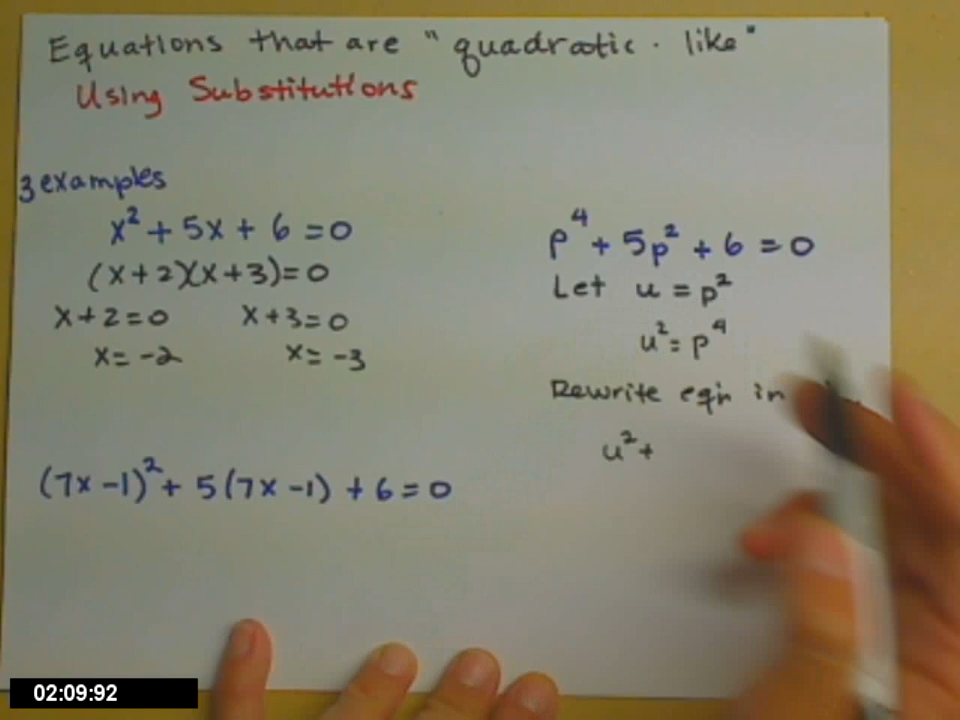 Equations that are "quadratic-like"
Using Substitutions
3 examples
x² + 5x + 6 = 0
(x+2)(x+3)=0
x+2=0 x+3=0
x= -2 x= -3
(7x-1)² + 5(7x-1) + 6 = 0
p⁴ + 5p² + 6 = 0
Let u = p²
u² = p⁴
Rewrite eq'n in
u² +
02:09:92